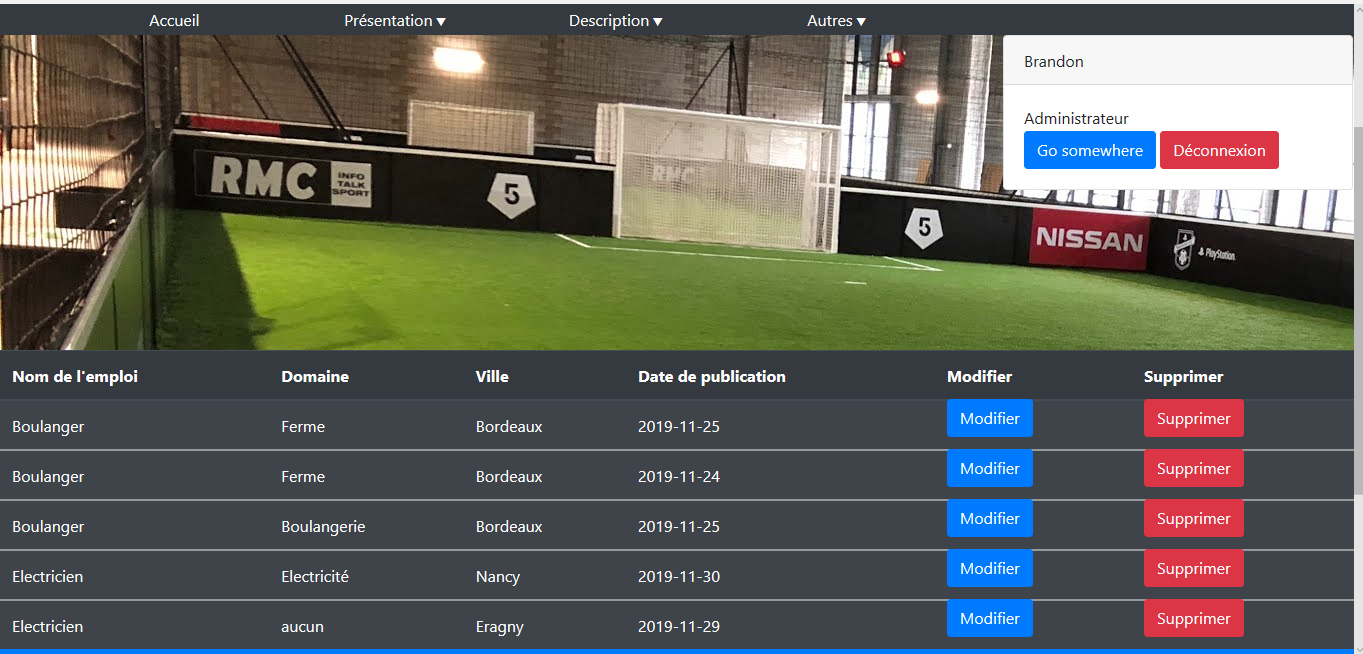 Accueil Présentation ▼ Description ▼ Autres ▼
Brandon
Administrateur
Go somewhere Déconnexion
RMC INFO TALK SPORT
5
RMC
5
NISSAN
PlayStation
Nom de l'emploi Domaine Ville Date de publication Modifier Supprimer
Boulanger Ferme Bordeaux 2019-11-25 Modifier Supprimer
Boulanger Ferme Bordeaux 2019-11-24 Modifier Supprimer
Boulanger Boulangerie Bordeaux 2019-11-25 Modifier Supprimer
Electricien Electricité Nancy 2019-11-30 Modifier Supprimer
Electricien aucun Eragny 2019-11-29 Modifier Supprimer